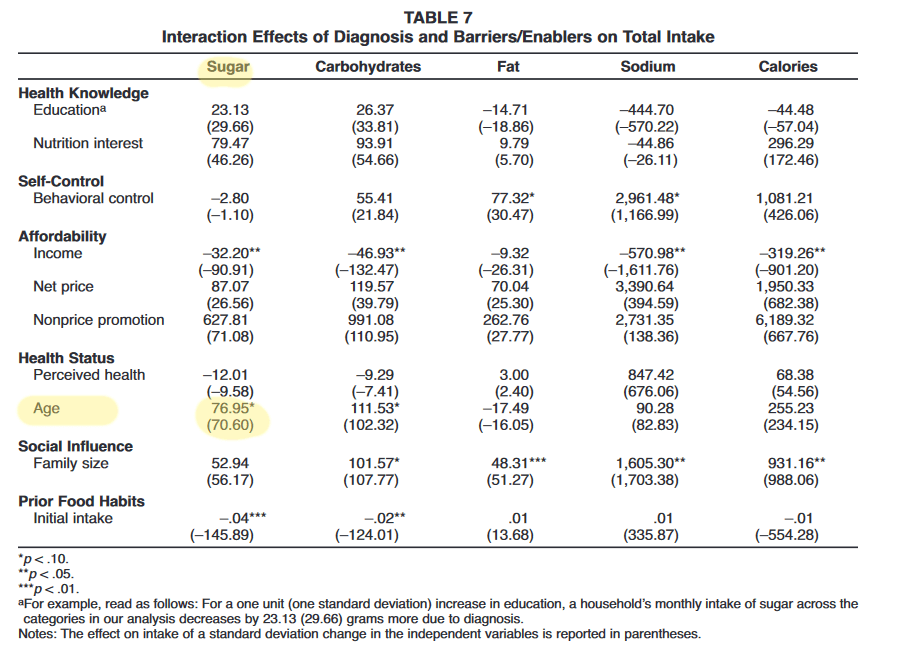 TABLE 7
Interaction Effects of Diagnosis and Barriers/Enablers on Total Intake
Sugar Carbohydrates Fat Sodium Calories
Health Knowledge
Educationᵃ 23.13 26.37 –14.71 –444.70 –44.48
(29.66) (33.81) (–18.86) (–570.22) (–57.04)
Nutrition interest 79.47 93.91 9.79 –44.86 296.29
(46.26) (54.66) (5.70) (–26.11) (172.46)
Self-Control
Behavioral control –2.80 55.41 77.32* 2,961.48* 1,081.21
(–1.10) (21.84) (30.47) (1,166.99) (426.06)
Affordability
Income –32.20** –46.93** –9.32 –570.98** –319.26**
(–90.91) (–132.47) (–26.31) (–1,611.76) (–901.20)
Net price 87.07 119.57 70.04 3,390.64 1,950.33
(26.56) (39.79) (25.30) (394.59) (682.38)
Nonprice promotion 627.81 991.08 262.76 2,731.35 6,189.32
(71.08) (110.95) (27.77) (138.36) (667.76)
Health Status
Perceived health –12.01 –9.29 3.00 847.42 68.38
(–9.58) (–7.41) (2.40) (676.06) (54.56)
Age 76.95* 111.53* –17.49 90.28 255.23
(70.60) (102.32) (–16.05) (82.83) (234.15)
Social Influence
Family size 52.94 101.57* 48.31*** 1,605.30** 931.16**
(56.17) (107.77) (51.27) (1,703.38) (988.06)
Prior Food Habits
Initial intake –.04*** –.02** .01 .01 –.01
(–145.89) (–124.01) (13.68) (335.87) (–554.28)
*p < .10.
**p < .05.
***p < .01.
ᵃFor example, read as follows: For a one unit (one standard deviation) increase in education, a household's monthly intake of sugar across the
categories in our analysis decreases by 23.13 (29.66) grams more due to diagnosis.
Notes: The effect on intake of a standard deviation change in the independent variables is reported in parentheses.